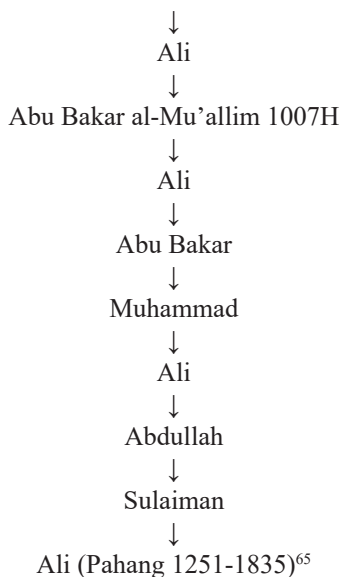 ↓
Ali
↓
Abu Bakar al-Mu’allim 1007H
↓
Ali
↓
Abu Bakar
↓
Muhammad
↓
Ali
↓
Abdullah
↓
Sulaiman
↓
Ali (Pahang 1251-1835)⁶⁵